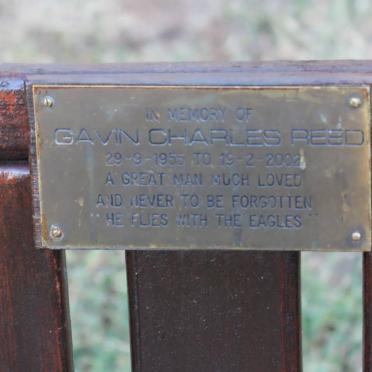 IN MEMORY OF
GAVIN CHARLES REED
29-9-1955 TO 19-2-2002
A GREAT MAN MUCH LOVED
AND NEVER TO BE FORGOTTEN
"HE FLIES WITH THE EAGLES"